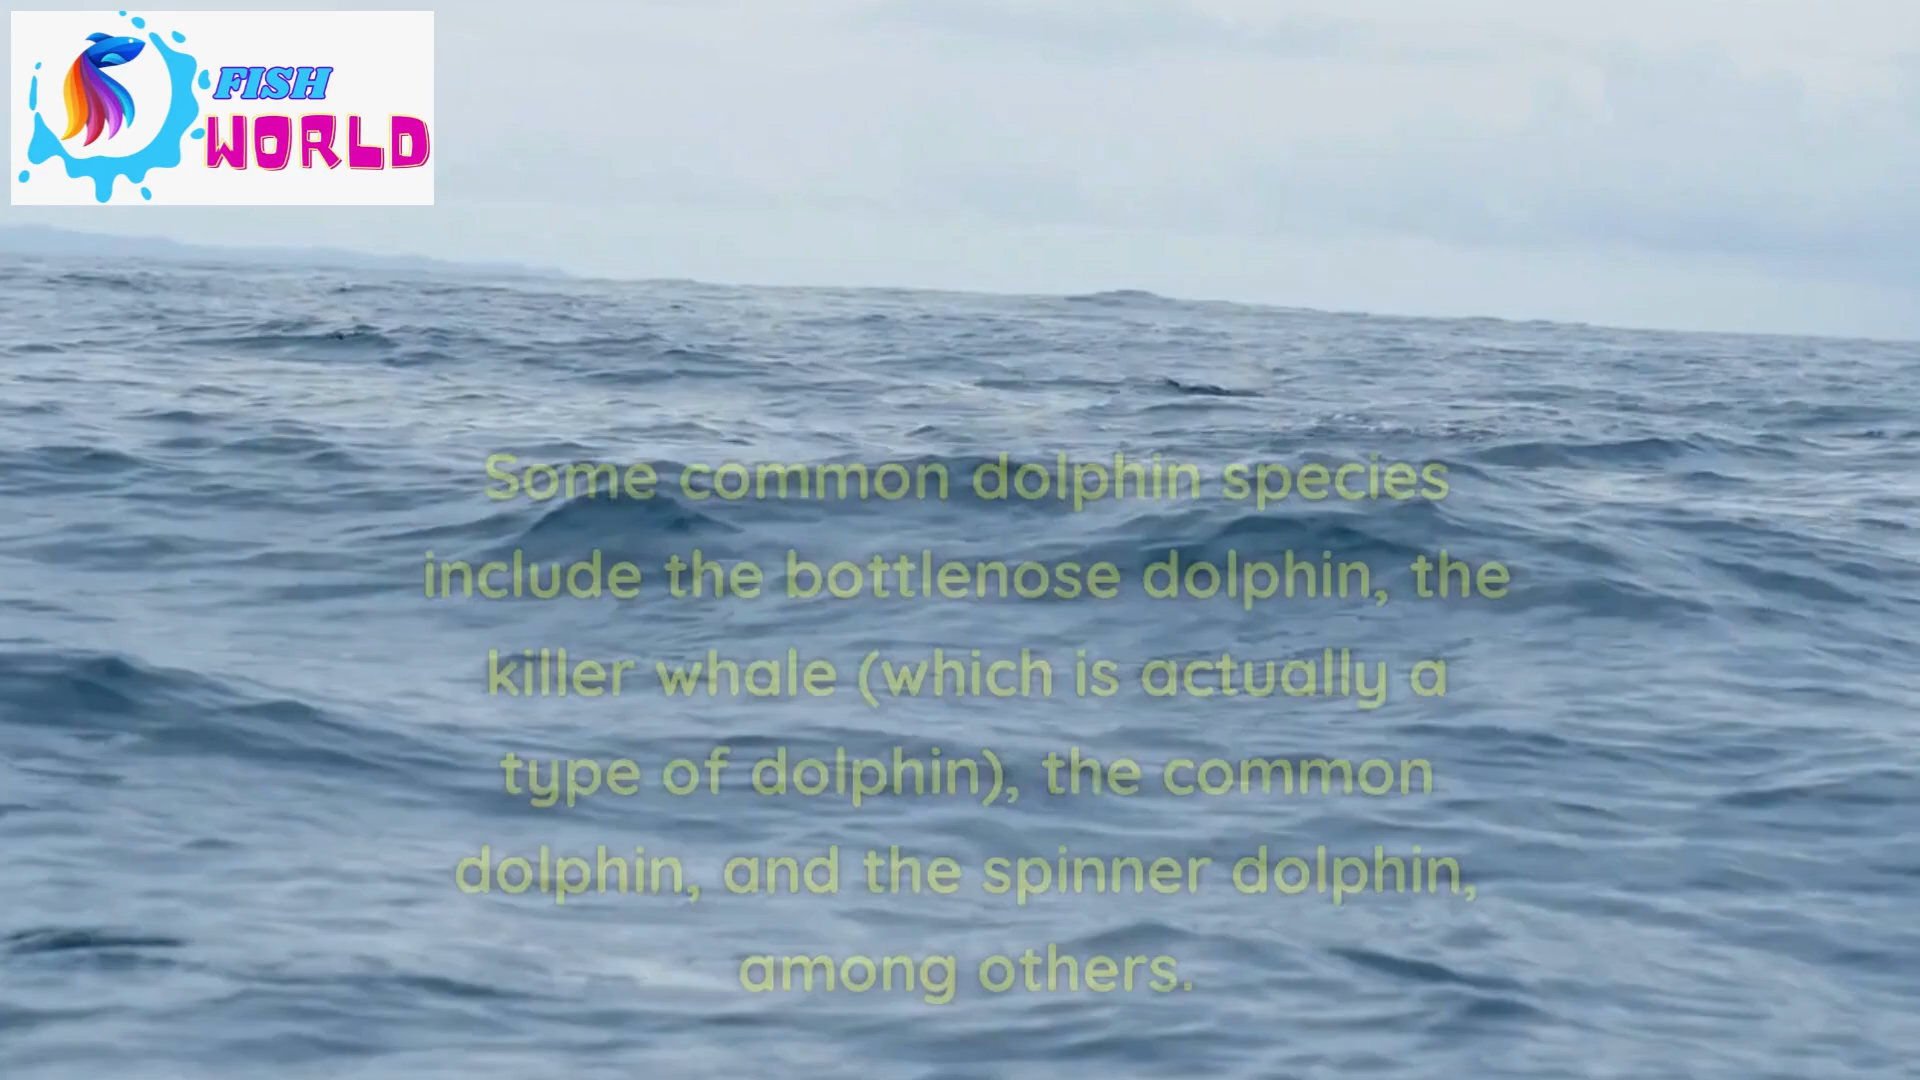 FISH
WORLD
Some common dolphin species
include the bottlenose dolphin, the
killer whale (which is actually a
type of dolphin), the common
dolphin, and the spinner dolphin,
among others.